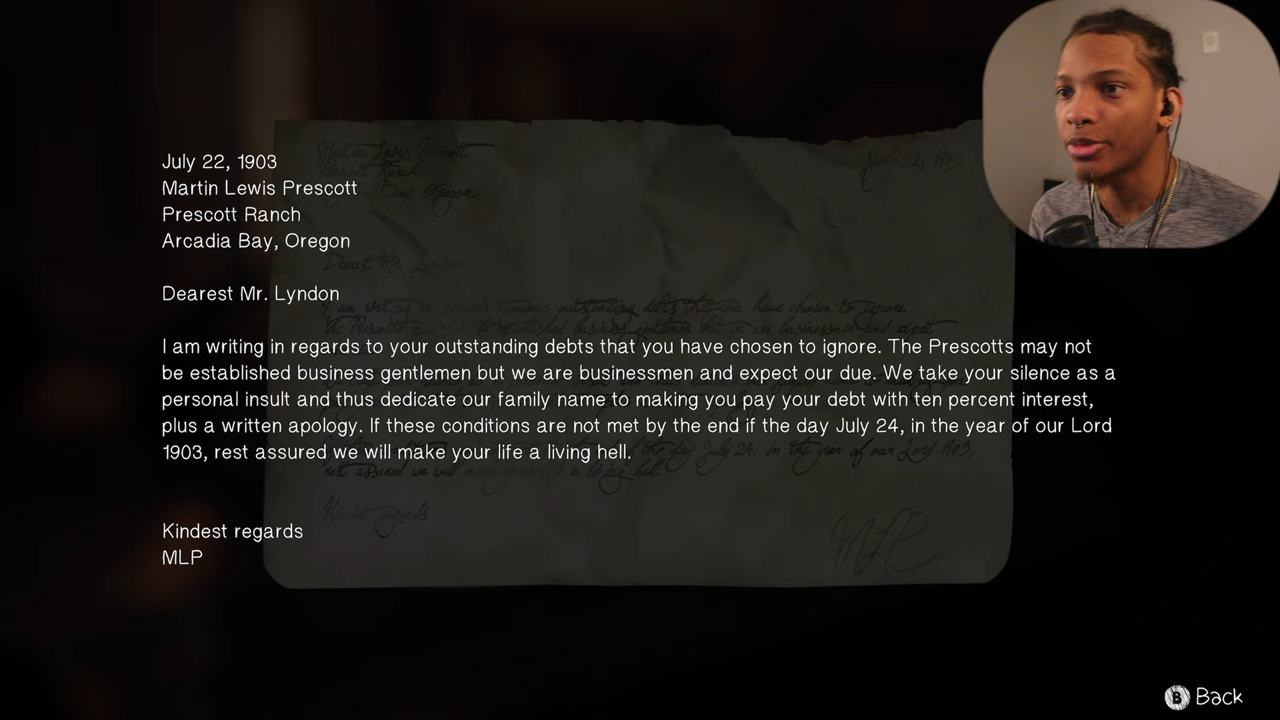 July 22, 1903
Martin Lewis Prescott
Prescott Ranch
Arcadia Bay, Oregon
Dearest Mr. Lyndon
I am writing in regards to your outstanding debts that you have chosen to ignore. The Prescotts may not
be established business gentlemen but we are businessmen and expect our due. We take your silence as a
personal insult and thus dedicate our family name to making you pay your debt with ten percent interest,
plus a written apology. If these conditions are not met by the end if the day July 24, in the year of our Lord
1903, rest assured we will make your life a living hell.
Kindest regards
MLP
B Back